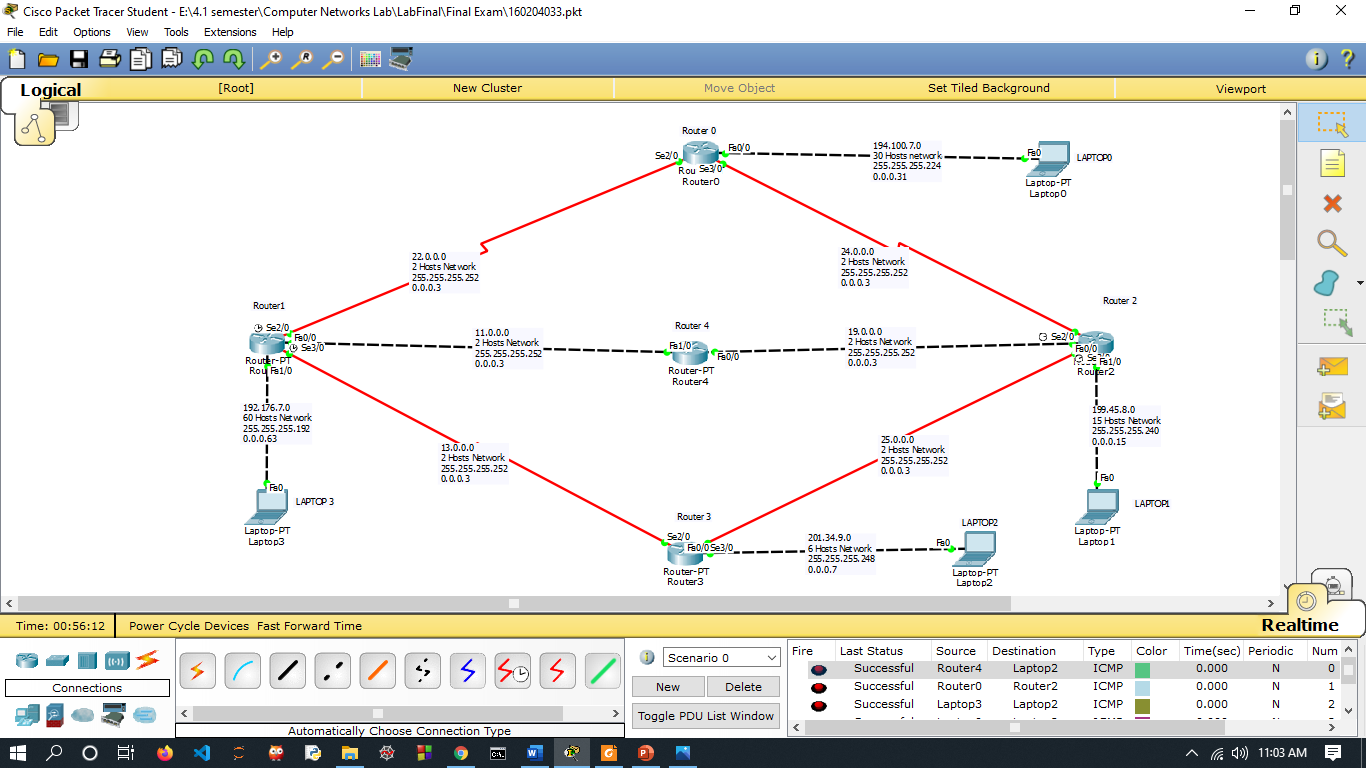 Cisco Packet Tracer Student - E:\4.1 semester\Computer Networks Lab\LabFinal\Final Exam\160204033.pkt
File Edit Options View Tools Extensions Help
Logical [Root] New Cluster Move Object Set Tiled Background Viewport
Router 0
Se2/0 Fa0/0
Rou Se3/0
Router0
194.100.7.0
30 Hosts network
255.255.255.224
0.0.0.31
Fa0
LAPTOP0
Laptop-PT
Laptop0
22.0.0.0
2 Hosts Network
255.255.255.252
0.0.0.3
24.0.0.0
2 Hosts Network
255.255.255.252
0.0.0.3
Router1
Se2/0
Fa0/0
Se3/0
Router-PT
Rou Fa1/0
11.0.0.0
2 Hosts Network
255.255.255.252
0.0.0.3
Router 4
Fa1/0
Fa0/0
Router-PT
Router4
19.0.0.0
2 Hosts Network
255.255.255.252
0.0.0.3
Router 2
Se2/0
Fa0/0
Fa1/0
Router2
192.176.7.0
60 Hosts Network
255.255.255.192
0.0.0.63
199.45.8.0
15 Hosts Network
255.255.255.240
0.0.0.15
13.0.0.0
2 Hosts Network
255.255.255.252
0.0.0.3
25.0.0.0
2 Hosts Network
255.255.255.252
0.0.0.3
Fa0
LAPTOP 3
Laptop-PT
Laptop3
Fa0
LAPTOP1
Laptop-PT
Laptop1
Router 3
Se2/0
Fa0/0 Se3/0
Router-PT
Router3
201.34.9.0
6 Hosts Network
255.255.255.248
0.0.0.7
LAPTOP2
Fa0
Laptop-PT
Laptop2
Time: 00:56:12 Power Cycle Devices Fast Forward Time Realtime
Connections
Automatically Choose Connection Type
Scenario 0
New Delete
Toggle PDU List Window
Fire Last Status Source Destination Type Color Time(sec) Periodic Num
Successful Router4 Laptop2 ICMP 0.000 N 0
Successful Router0 Router2 ICMP 0.000 N 1
Successful Laptop3 Laptop2 ICMP 0.000 N 2
11:03 AM